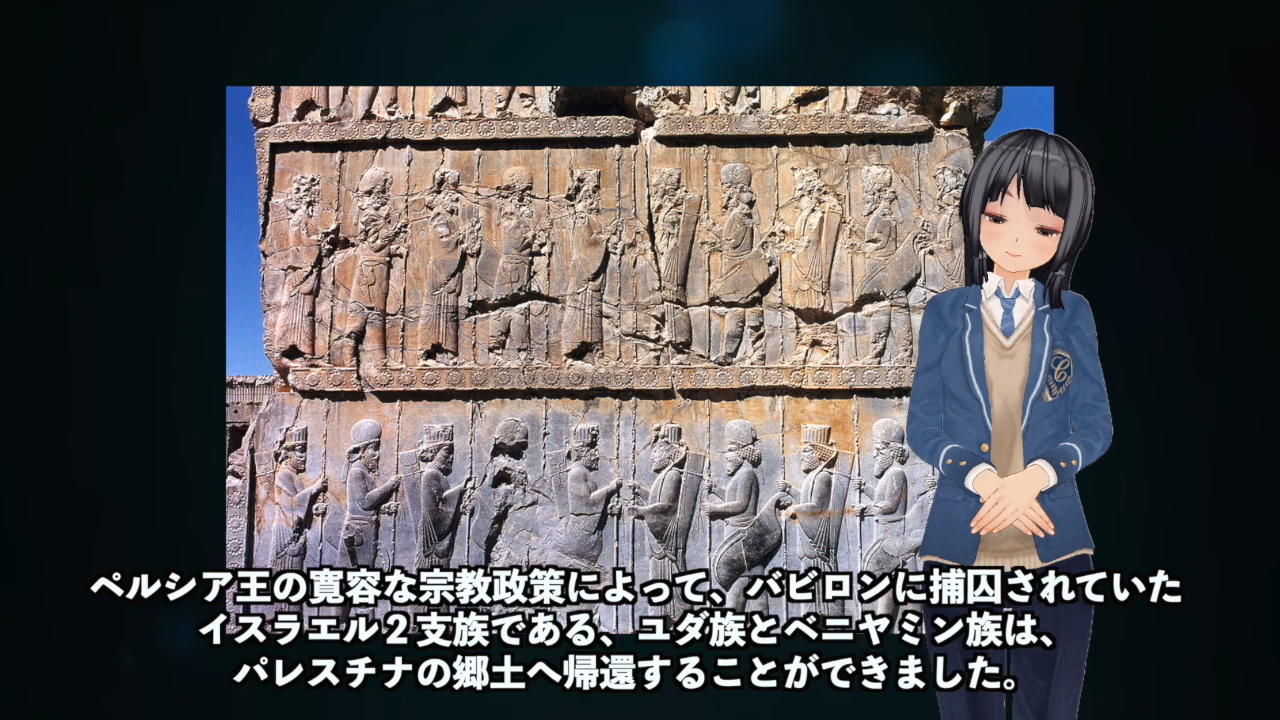 ペルシア王の寛容な宗教政策によって、バビロンに捕囚されていた
イスラエル２支族である、ユダ族とベニヤミン族は、
パレスチナの郷土へ帰還することができました。